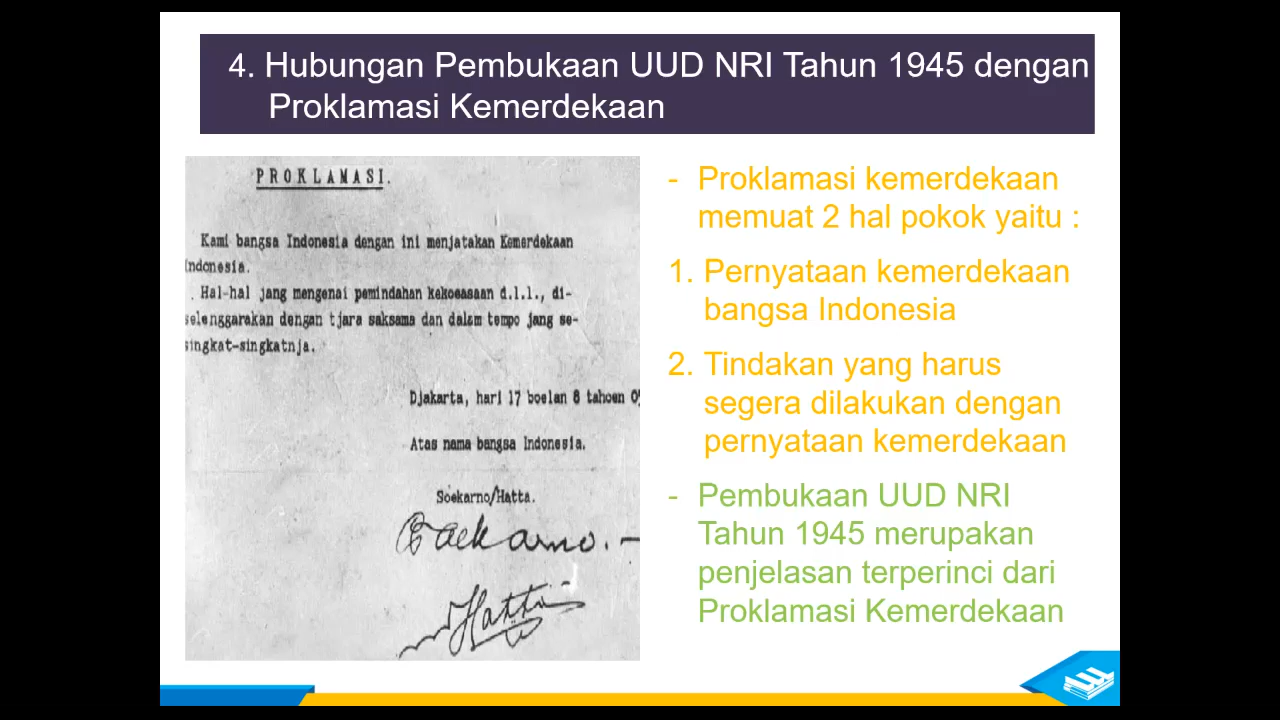 4. Hubungan Pembukaan UUD NRI Tahun 1945 dengan
Proklamasi Kemerdekaan
PROKLAMASI.
Kami bangsa Indonesia dengan ini menjatakan Kemerdekaan
Indonesia.
Hal-hal jang mengenai pemindahan kekoeasaan d.l.l., di-
selenggarakan dengan tjara saksama dan dalam tempo jang se-
singkat-singkatnja.
Djakarta, hari 17 boelan 8 tahoen 0
Atas nama bangsa Indonesia.
Soekarno/Hatta.
Soekarno.-
Hatta
- Proklamasi kemerdekaan
memuat 2 hal pokok yaitu :
1. Pernyataan kemerdekaan
bangsa Indonesia
2. Tindakan yang harus
segera dilakukan dengan
pernyataan kemerdekaan
- Pembukaan UUD NRI
Tahun 1945 merupakan
penjelasan terperinci dari
Proklamasi Kemerdekaan